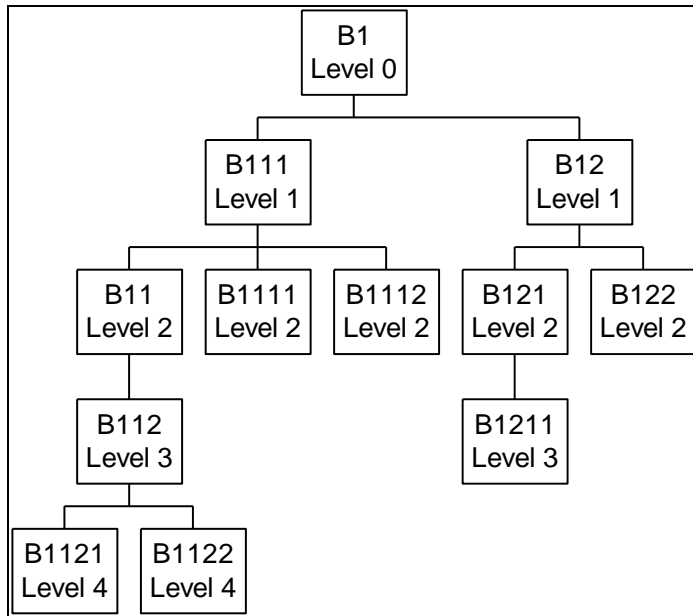 B1
Level 0
B111
Level 1
B12
Level 1
B11
Level 2
B1111
Level 2
B1112
Level 2
B121
Level 2
B122
Level 2
B112
Level 3
B1211
Level 3
B1121
Level 4
B1122
Level 4